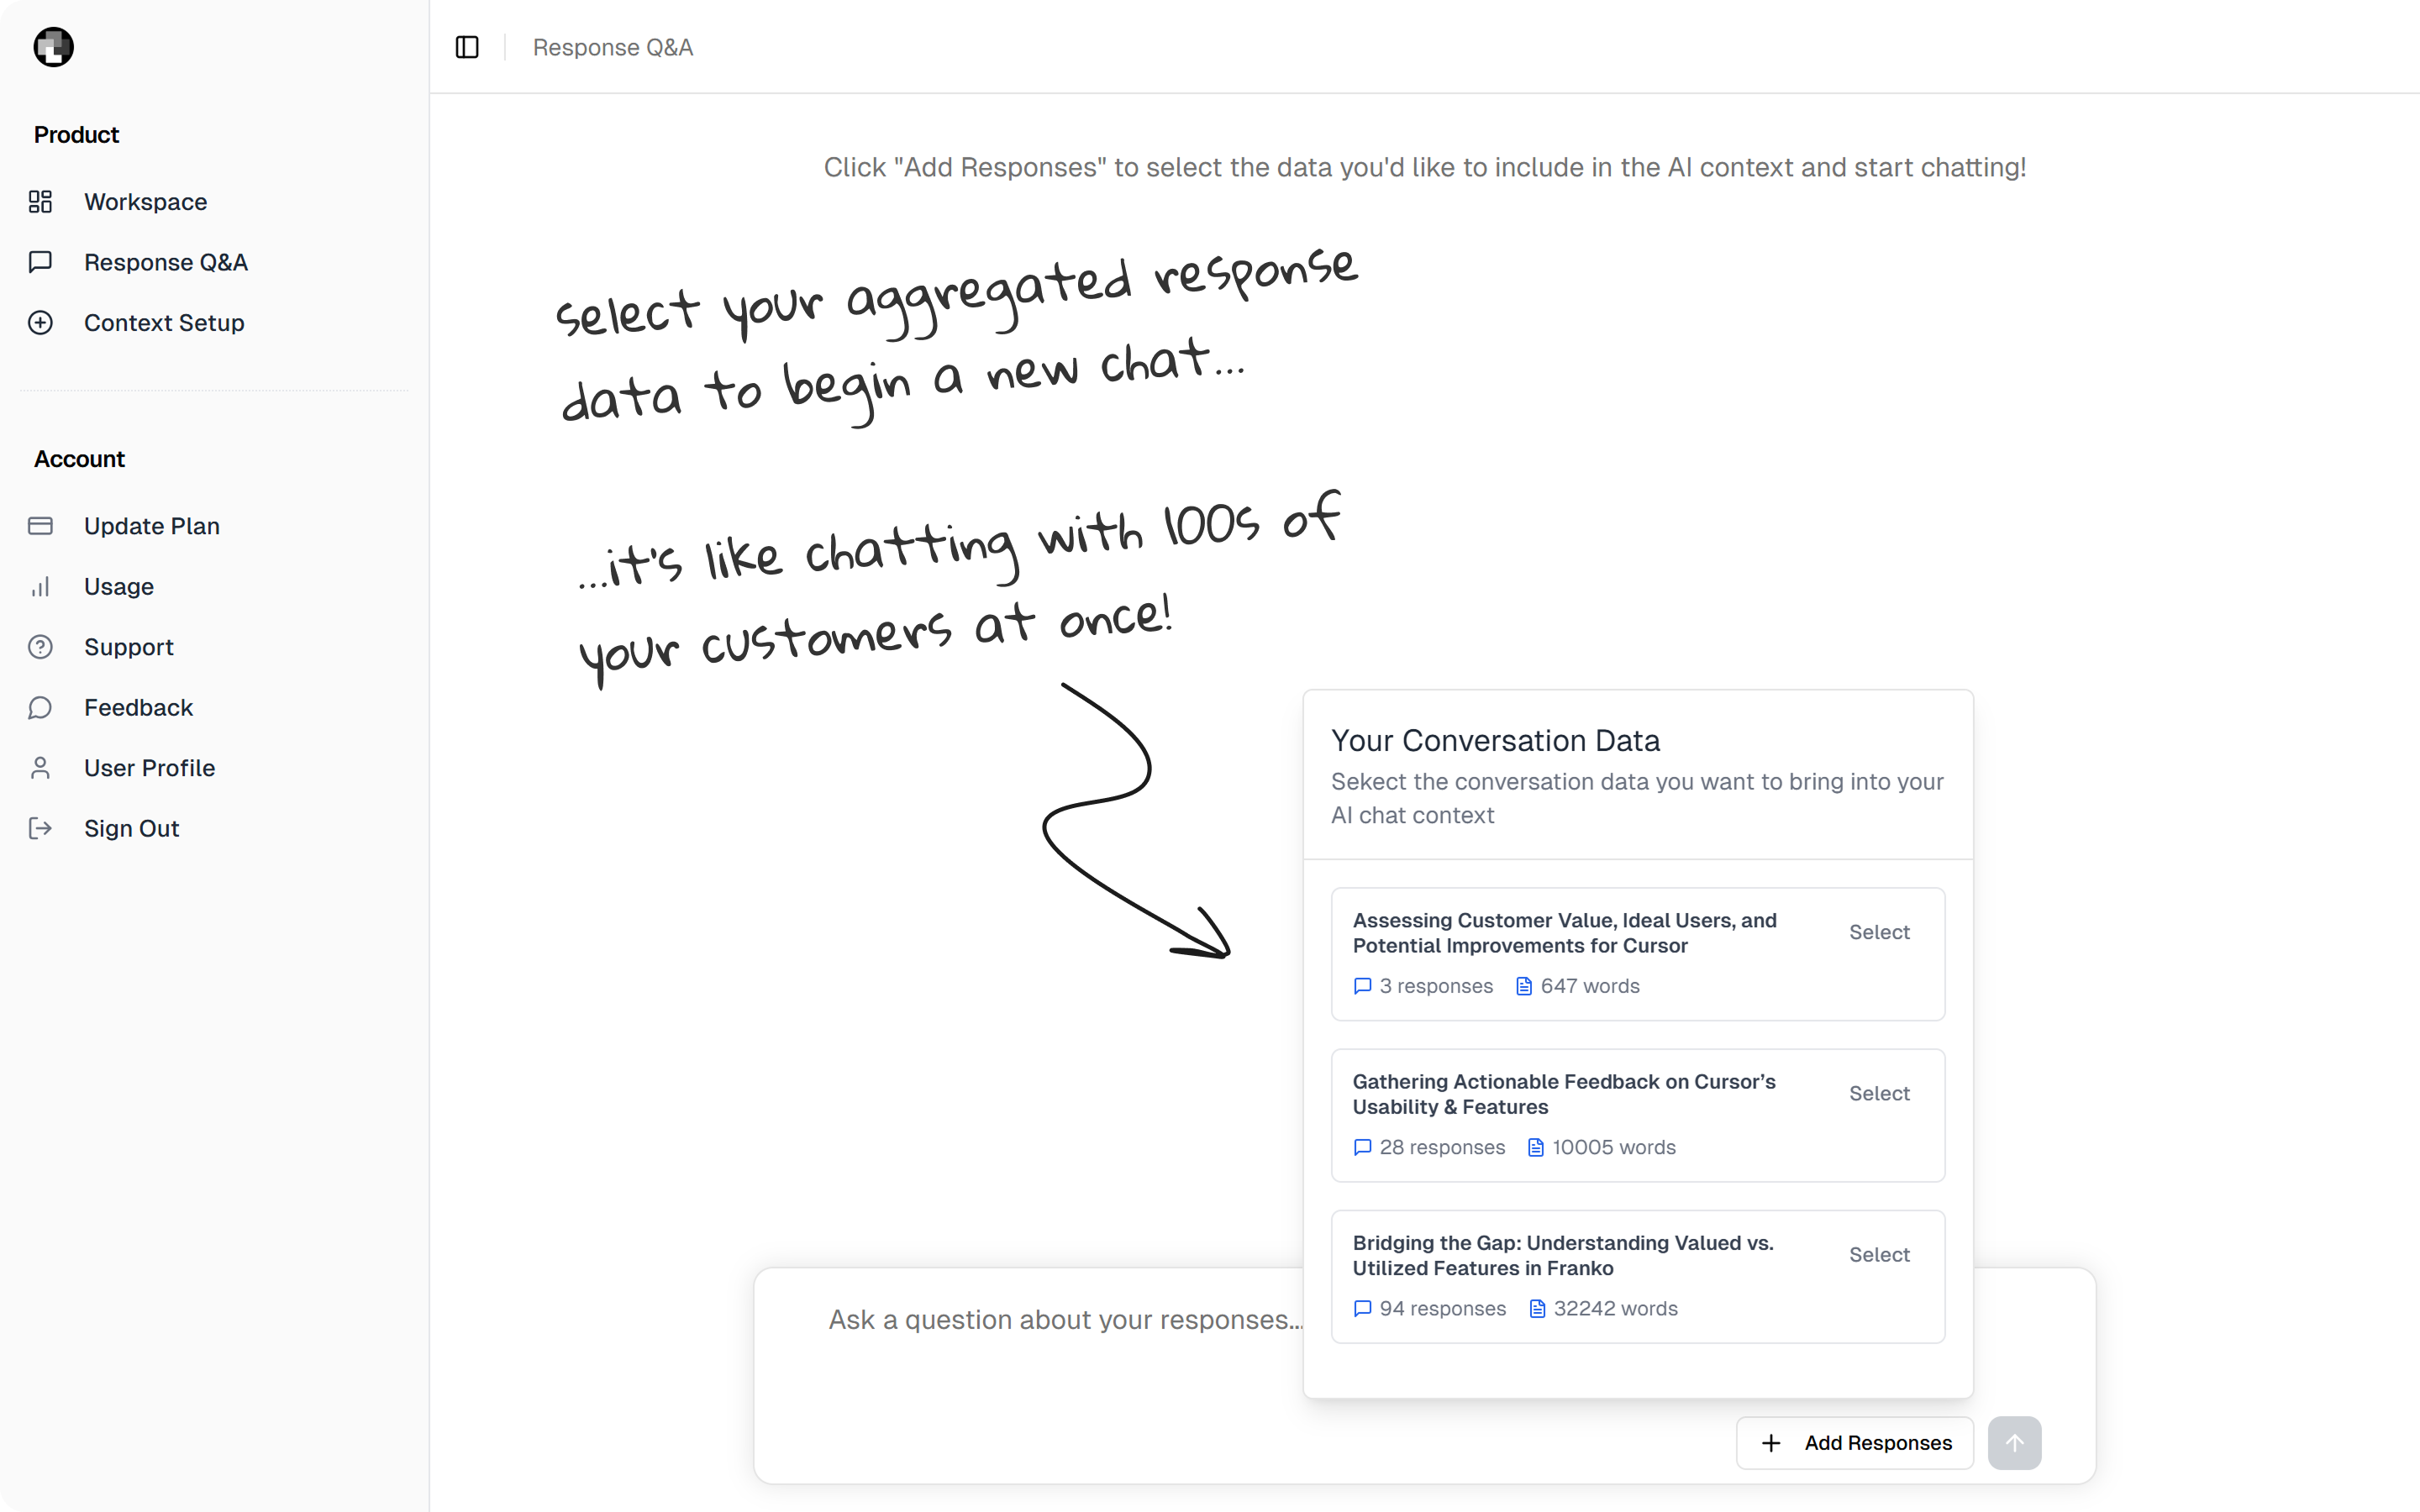 Product
Workspace
Response Q&A
Context Setup
Account
Update Plan
Usage
Support
Feedback
User Profile
Sign Out
Response Q&A
Click "Add Responses" to select the data you'd like to include in the AI context and start chatting!
select your aggregated response
data to begin a new chat...
...it's like chatting with 100s of
your customers at once!
Your Conversation Data
Sekect the conversation data you want to bring into your
AI chat context
Assessing Customer Value, Ideal Users, and
Potential Improvements for Cursor
Select
3 responses 647 words
Gathering Actionable Feedback on Cursor’s
Usability & Features
Select
28 responses 10005 words
Bridging the Gap: Understanding Valued vs.
Utilized Features in Franko
Select
94 responses 32242 words
Ask a question about your responses...
Add Responses